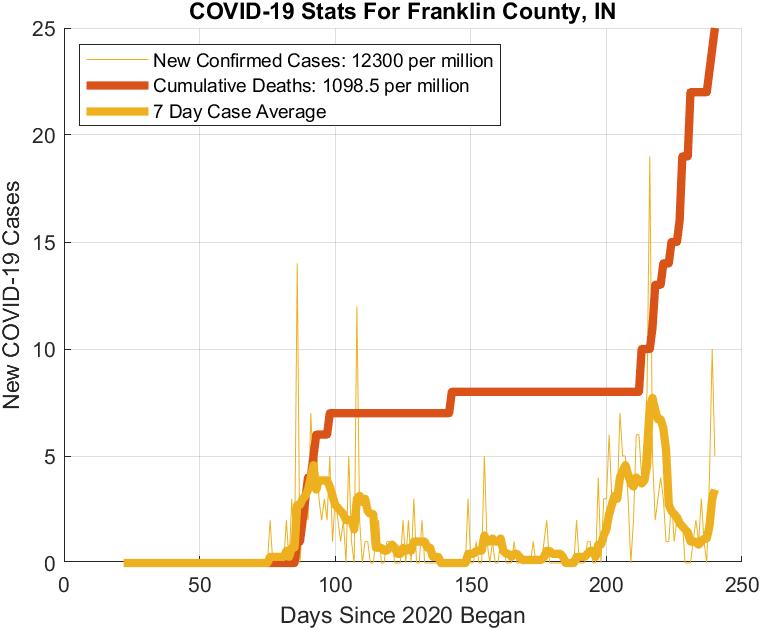 COVID-19 Stats For Franklin County, IN
New Confirmed Cases: 12300 per million
Cumulative Deaths: 1098.5 per million
7 Day Case Average
New COVID-19 Cases
25
20
15
10
5
0
0 50 100 150 200 250
Days Since 2020 Began